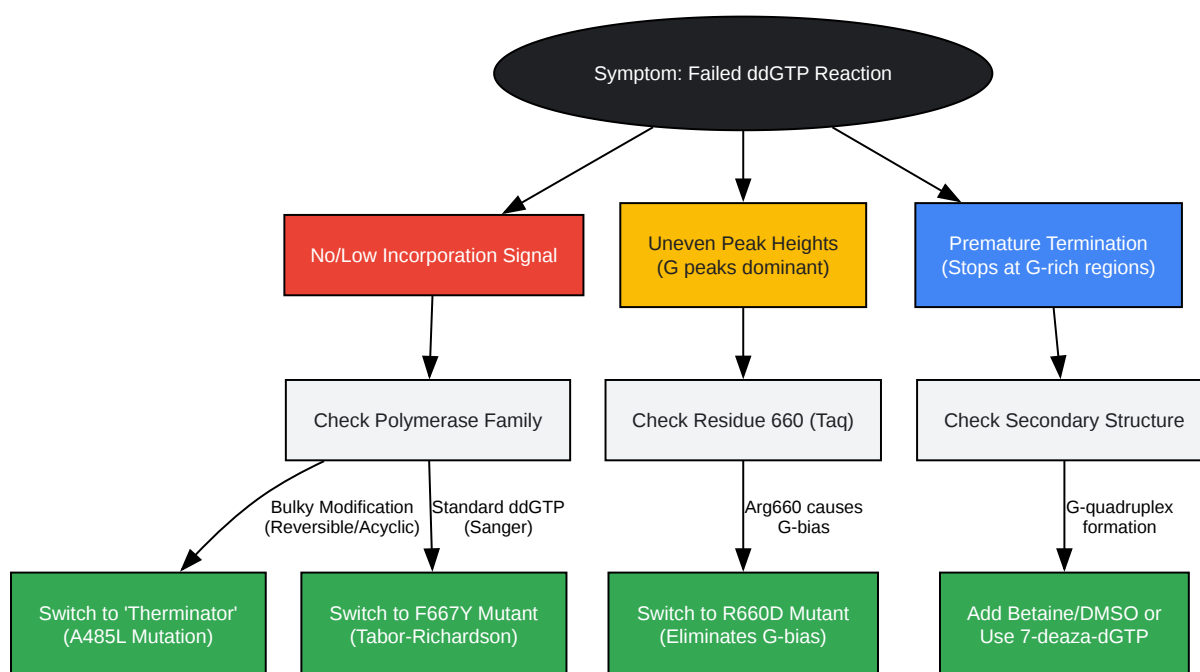 Symptom: Failed ddGTP Reaction
No/Low Incorporation Signal
Uneven Peak Heights
(G peaks dominant)
Premature Termination
(Stops at G-rich regions)
Check Polymerase Family
Check Residue 660 (Taq)
Check Secondary Structure
Bulky Modification
(Reversible/Acyclic)
Standard ddGTP
(Sanger)
Arg660 causes
G-bias
G-quadruplex
formation
Switch to 'Therminator'
(A485L Mutation)
Switch to F667Y Mutant
(Tabor-Richardson)
Switch to R660D Mutant
(Eliminates G-bias)
Add Betaine/DMSO or
Use 7-deaza-dGTP